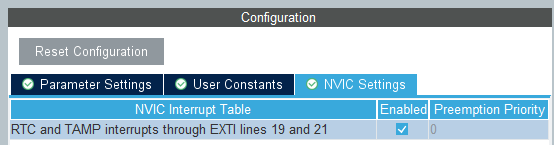 Configuration
Reset Configuration
Parameter Settings
User Constants
NVIC Settings
NVIC Interrupt Table Enabled Preemption Priority
RTC and TAMP interrupts through EXTI lines 19 and 21 0